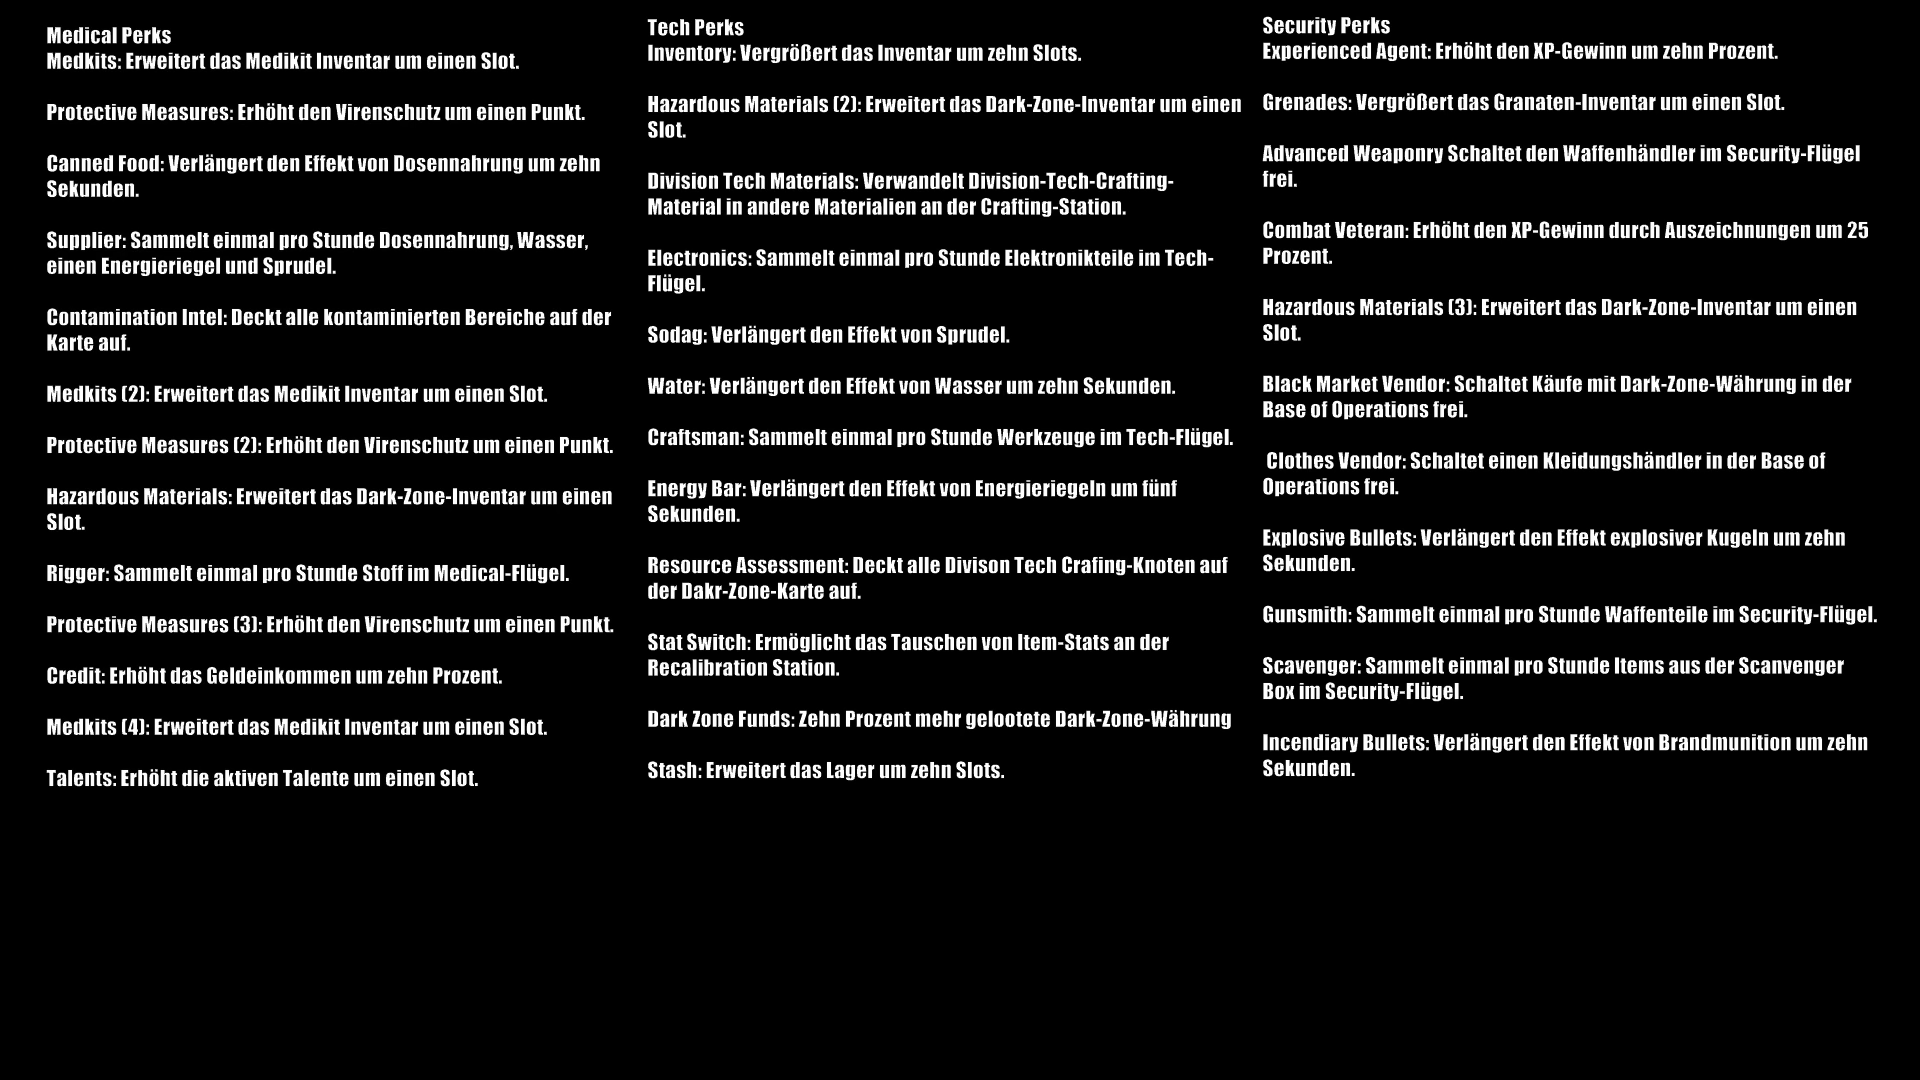 Medical Perks
Medkits: Erweitert das Medikit Inventar um einen Slot.
Protective Measures: Erhöht den Virenschutz um einen Punkt.
Canned Food: Verlängert den Effekt von Dosennahrung um zehn
Sekunden.
Supplier: Sammelt einmal pro Stunde Dosennahrung, Wasser,
einen Energieriegel und Sprudel.
Contamination Intel: Deckt alle kontaminierten Bereiche auf der
Karte auf.
Medkits (2): Erweitert das Medikit Inventar um einen Slot.
Protective Measures (2): Erhöht den Virenschutz um einen Punkt.
Hazardous Materials: Erweitert das Dark-Zone-Inventar um einen
Slot.
Rigger: Sammelt einmal pro Stunde Stoff im Medical-Flügel.
Protective Measures (3): Erhöht den Virenschutz um einen Punkt.
Credit: Erhöht das Geldeinkommen um zehn Prozent.
Medkits (4): Erweitert das Medikit Inventar um einen Slot.
Talents: Erhöht die aktiven Talente um einen Slot.
Tech Perks
Inventory: Vergrößert das Inventar um zehn Slots.
Hazardous Materials (2): Erweitert das Dark-Zone-Inventar um einen
Slot.
Division Tech Materials: Verwandelt Division-Tech-Crafting-
Material in andere Materialien an der Crafting-Station.
Electronics: Sammelt einmal pro Stunde Elektronikteile im Tech-
Flügel.
Sodag: Verlängert den Effekt von Sprudel.
Water: Verlängert den Effekt von Wasser um zehn Sekunden.
Craftsman: Sammelt einmal pro Stunde Werkzeuge im Tech-Flügel.
Energy Bar: Verlängert den Effekt von Energieriegeln um fünf
Sekunden.
Resource Assessment: Deckt alle Divison Tech Crafing-Knoten auf
der Dakr-Zone-Karte auf.
Stat Switch: Ermöglicht das Tauschen von Item-Stats an der
Recalibration Station.
Dark Zone Funds: Zehn Prozent mehr gelootete Dark-Zone-Währung
Stash: Erweitert das Lager um zehn Slots.
Security Perks
Experienced Agent: Erhöht den XP-Gewinn um zehn Prozent.
Grenades: Vergrößert das Granaten-Inventar um einen Slot.
Advanced Weaponry Schaltet den Waffenhändler im Security-Flügel
frei.
Combat Veteran: Erhöht den XP-Gewinn durch Auszeichnungen um 25
Prozent.
Hazardous Materials (3): Erweitert das Dark-Zone-Inventar um einen
Slot.
Black Market Vendor: Schaltet Käufe mit Dark-Zone-Währung in der
Base of Operations frei.
Clothes Vendor: Schaltet einen Kleidungshändler in der Base of
Operations frei.
Explosive Bullets: Verlängert den Effekt explosiver Kugeln um zehn
Sekunden.
Gunsmith: Sammelt einmal pro Stunde Waffenteile im Security-Flügel.
Scavenger: Sammelt einmal pro Stunde Items aus der Scanvenger
Box im Security-Flügel.
Incendiary Bullets: Verlängert den Effekt von Brandmunition um zehn
Sekunden.